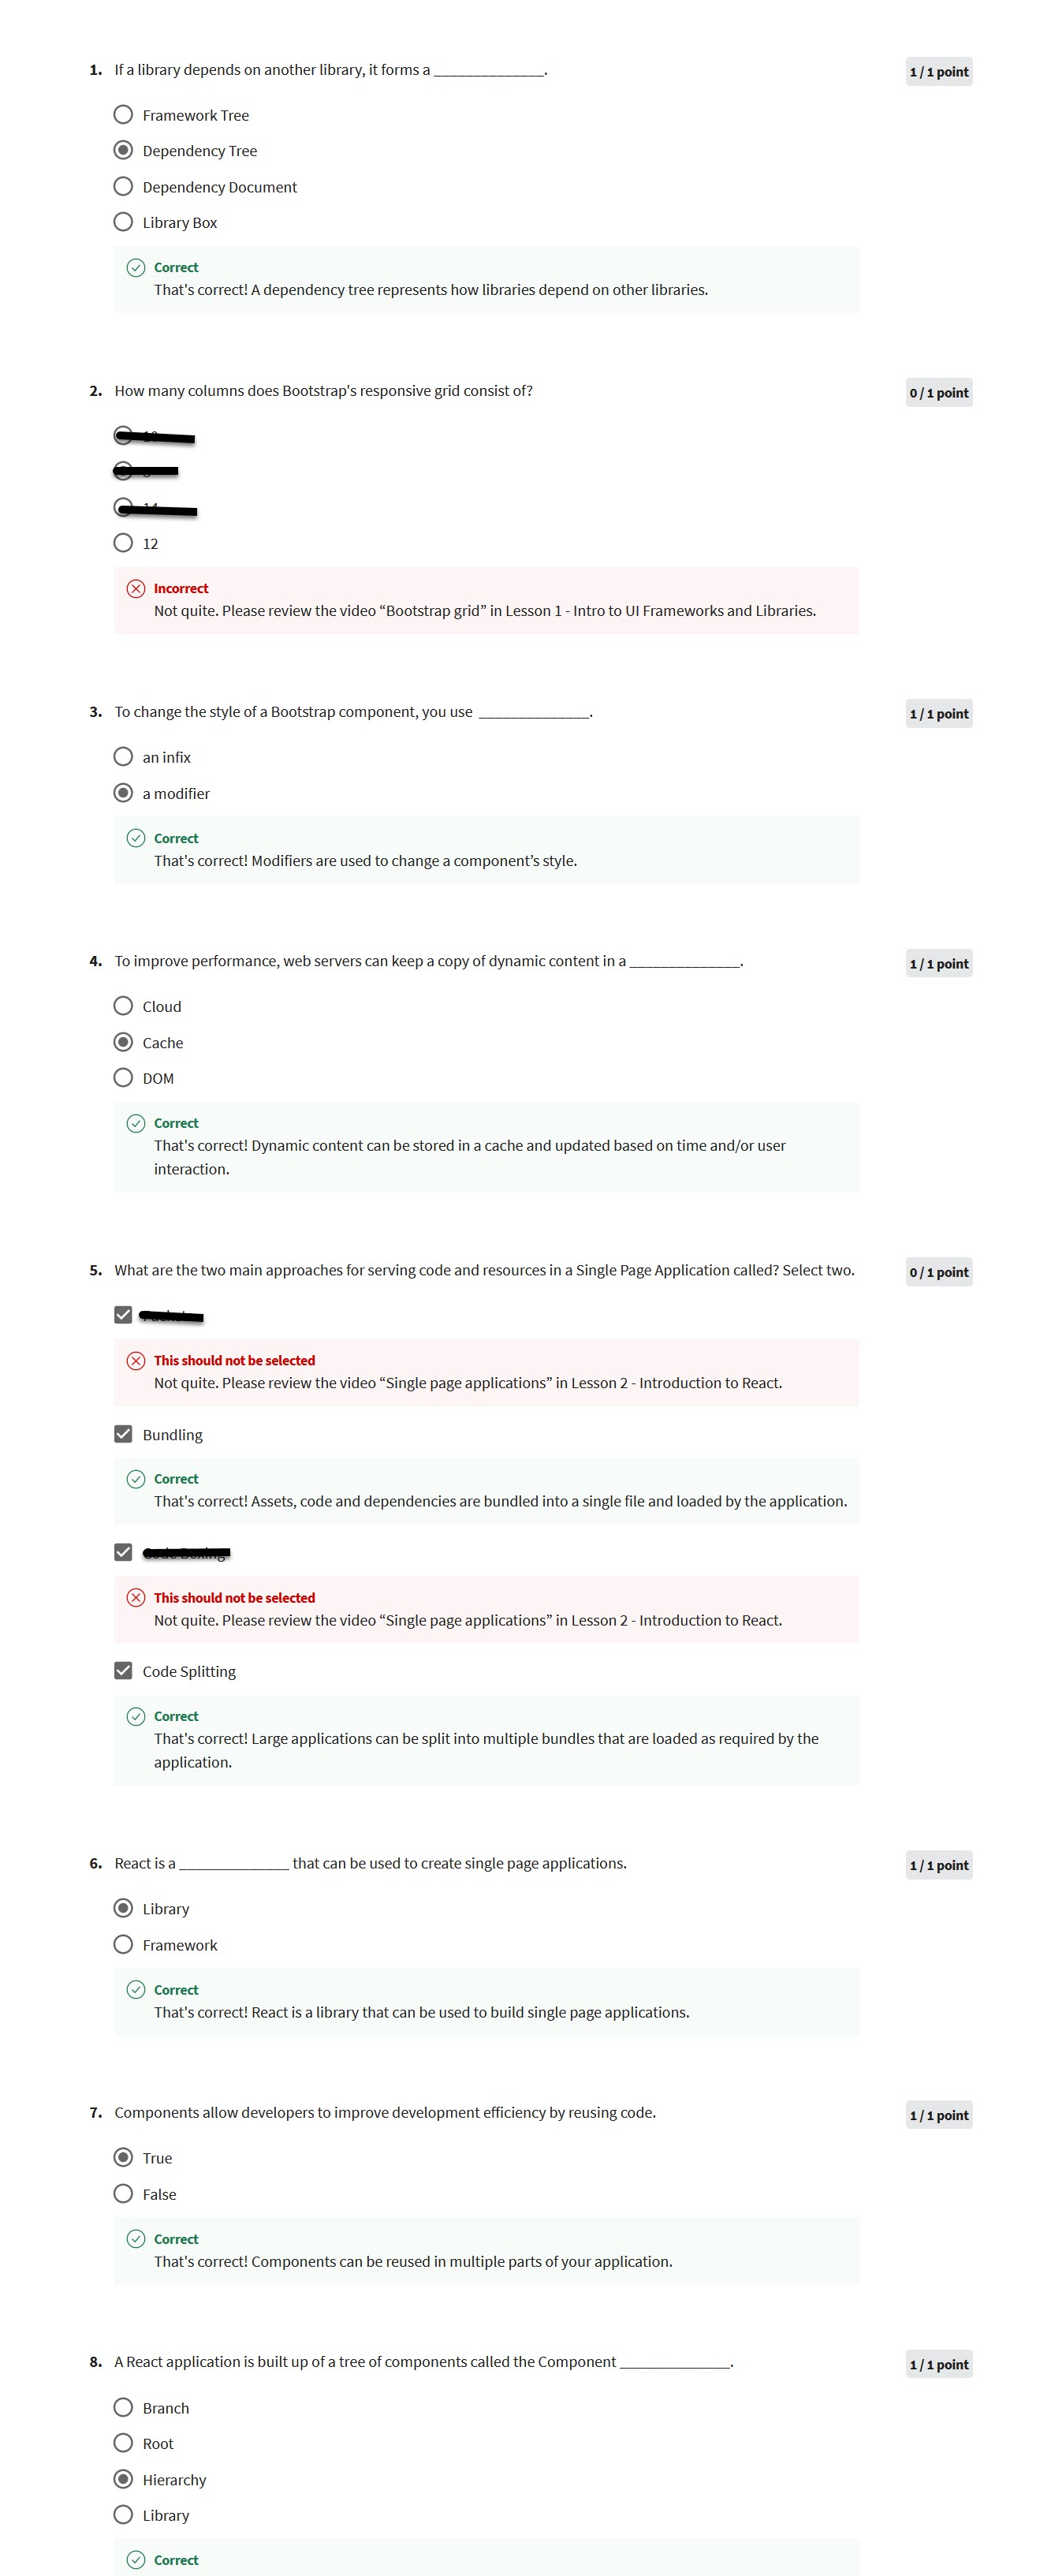 1. If a library depends on another library, it forms a ______________.
1 / 1 point
Framework Tree
Dependency Tree
Dependency Document
Library Box
Correct
That's correct! A dependency tree represents how libraries depend on other libraries.
2. How many columns does Bootstrap's responsive grid consist of?
0 / 1 point
12
Incorrect
Not quite. Please review the video “Bootstrap grid” in Lesson 1 - Intro to UI Frameworks and Libraries.
3. To change the style of a Bootstrap component, you use ______________.
1 / 1 point
an infix
a modifier
Correct
That's correct! Modifiers are used to change a component’s style.
4. To improve performance, web servers can keep a copy of dynamic content in a ______________.
1 / 1 point
Cloud
Cache
DOM
Correct
That's correct! Dynamic content can be stored in a cache and updated based on time and/or user
interaction.
5. What are the two main approaches for serving code and resources in a Single Page Application called? Select two.
0 / 1 point
This should not be selected
Not quite. Please review the video “Single page applications” in Lesson 2 - Introduction to React.
Bundling
Correct
That's correct! Assets, code and dependencies are bundled into a single file and loaded by the application.
This should not be selected
Not quite. Please review the video “Single page applications” in Lesson 2 - Introduction to React.
Code Splitting
Correct
That's correct! Large applications can be split into multiple bundles that are loaded as required by the
application.
6. React is a ______________ that can be used to create single page applications.
1 / 1 point
Library
Framework
Correct
That's correct! React is a library that can be used to build single page applications.
7. Components allow developers to improve development efficiency by reusing code.
1 / 1 point
True
False
Correct
That's correct! Components can be reused in multiple parts of your application.
8. A React application is built up of a tree of components called the Component ______________.
1 / 1 point
Branch
Root
Hierarchy
Library
Correct